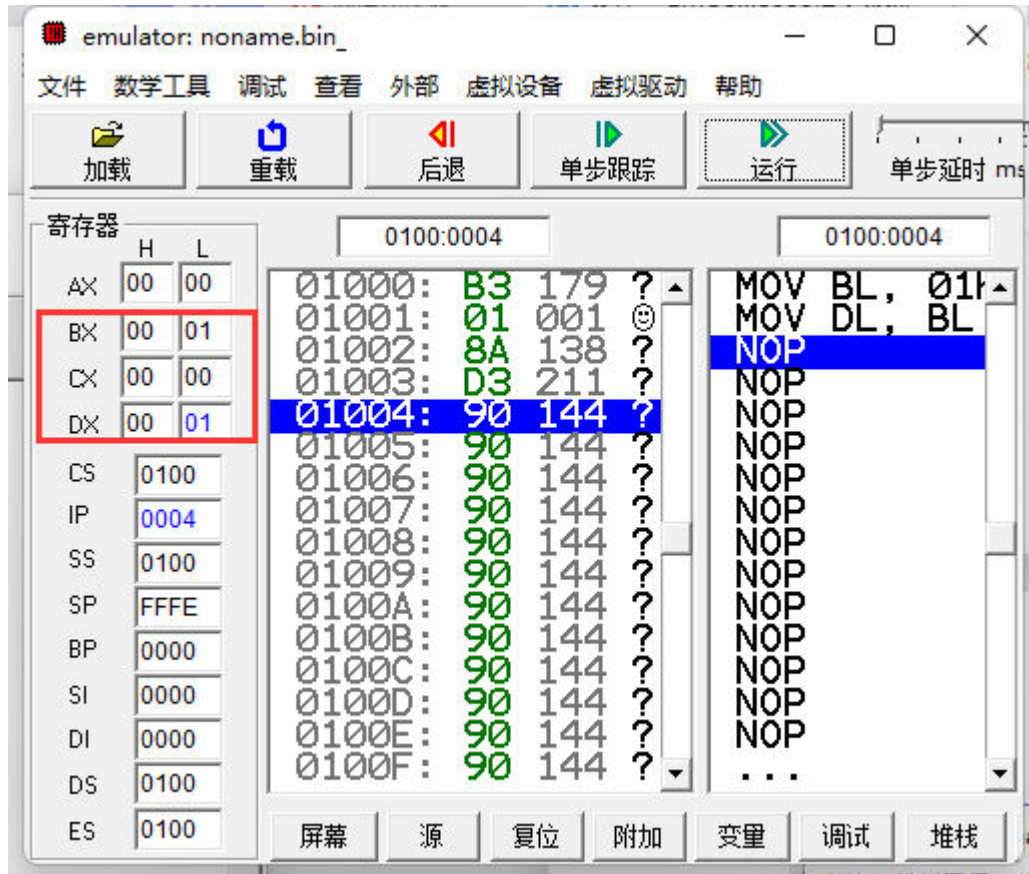 emulator: noname.bin_
文件 数学工具 调试 查看 外部 虚拟设备 虚拟驱动 帮助
加载 重载 后退 单步跟踪 运行 单步延时 ms
寄存器
H L
AX 00 00
BX 00 01
CX 00 00
DX 00 01
CS 0100
IP 0004
SS 0100
SP FFFE
BP 0000
SI 0000
DI 0000
DS 0100
ES 0100
0100:0004
01000: B3 179 ?
01001: 01 001 ☺
01002: 8A 138 ?
01003: D3 211 ?
01004: 90 144 ?
01005: 90 144 ?
01006: 90 144 ?
01007: 90 144 ?
01008: 90 144 ?
01009: 90 144 ?
0100A: 90 144 ?
0100B: 90 144 ?
0100C: 90 144 ?
0100D: 90 144 ?
0100E: 90 144 ?
0100F: 90 144 ?
0100:0004
MOV BL, 01h
MOV DL, BL
NOP
NOP
NOP
NOP
NOP
NOP
NOP
NOP
NOP
NOP
NOP
NOP
NOP
...
屏幕 源 复位 附加 变量 调试 堆栈